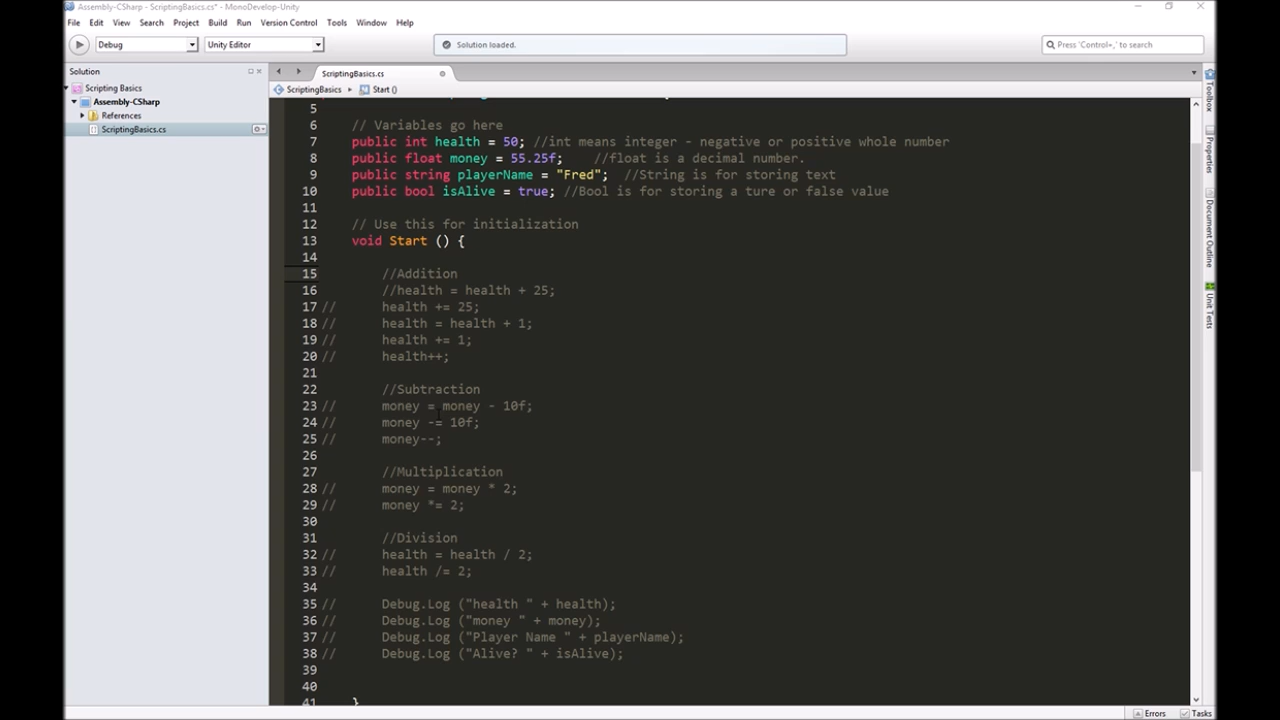 Assembly-CSharp - ScriptingBasics.cs* - MonoDevelop-Unity
File Edit View Search Project Build Run Version Control Tools Window Help
Debug Unity Editor Solution loaded. Press 'Control+,' to search
Solution ScriptingBasics.cs
Scripting Basics ScriptingBasics Start ()
Assembly-CSharp
References
ScriptingBasics.cs
5
6 // Variables go here
7 public int health = 50; //int means integer - negative or positive whole number
8 public float money = 55.25f; //float is a decimal number.
9 public string playerName = "Fred"; //String is for storing text
10 public bool isAlive = true; //Bool is for storing a ture or false value
11
12 // Use this for initialization
13 void Start () {
14
15 //Addition
16 //health = health + 25;
17 // health += 25;
18 // health = health + 1;
19 // health += 1;
20 // health++;
21
22 //Subtraction
23 // money = money - 10f;
24 // money -= 10f;
25 // money--;
26
27 //Multiplication
28 // money = money * 2;
29 // money *= 2;
30
31 //Division
32 // health = health / 2;
33 // health /= 2;
34
35 // Debug.Log ("health " + health);
36 // Debug.Log ("money " + money);
37 // Debug.Log ("Player Name " + playerName);
38 // Debug.Log ("Alive? " + isAlive);
39
40
41 }
Toolbox
Properties
Document Outline
Unit Tests
Errors Tasks